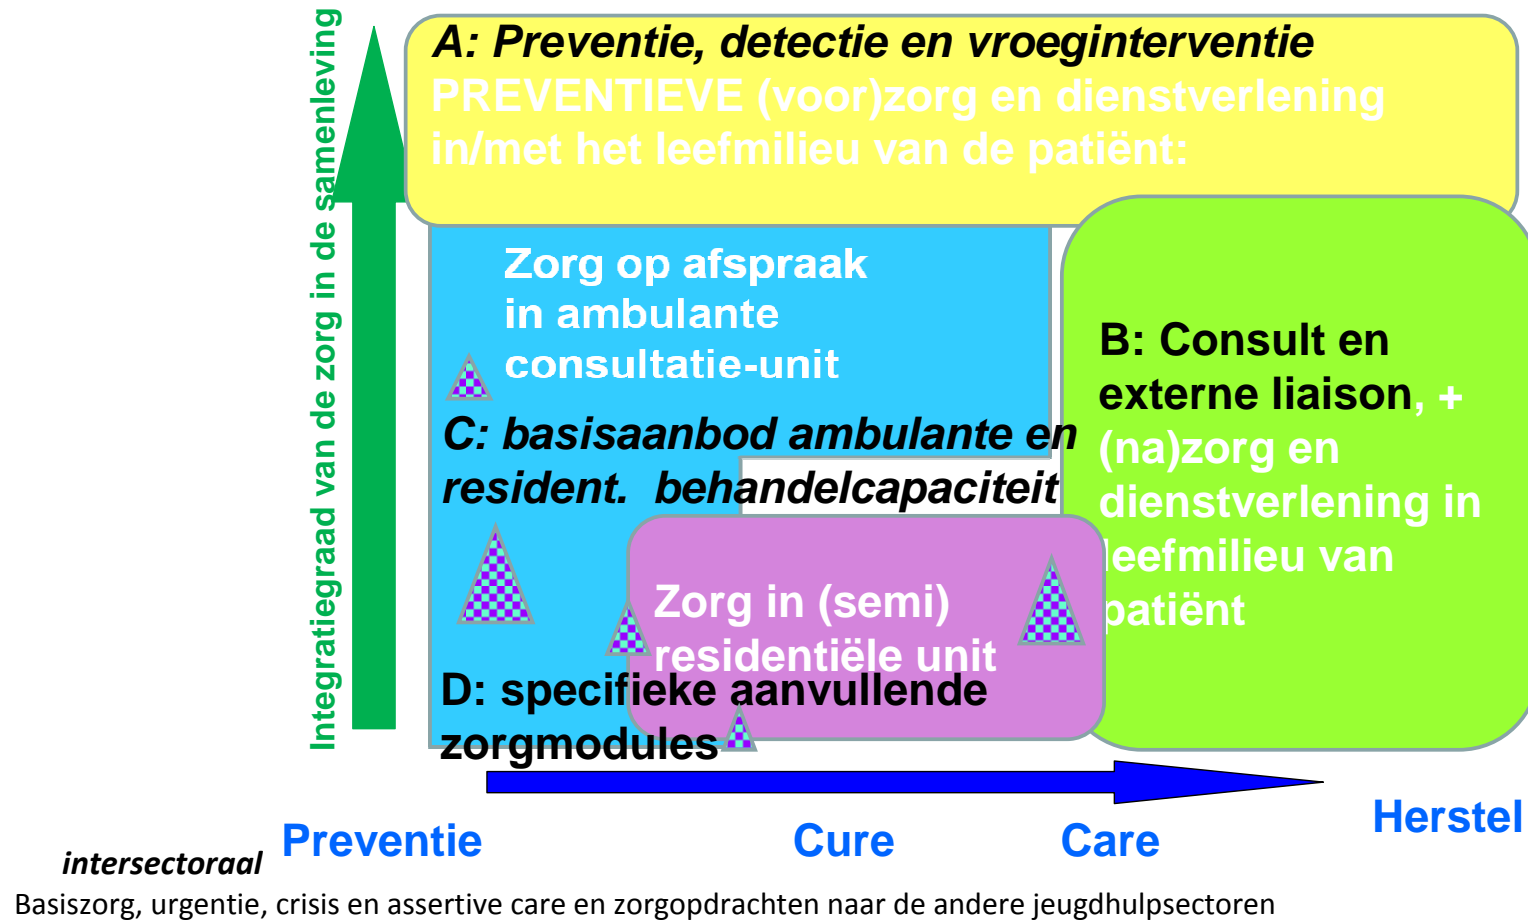 Integratiegraad van de zorg in de samenleving
A: Preventie, detectie en vroeginterventie
PREVENTIEVE (voor)zorg en dienstverlening
in/met het leefmilieu van de patiënt:
Zorg op afspraak
in ambulante
consultatie-unit
C: basisaanbod ambulante en
resident. behandelcapaciteit
B: Consult en
externe liaison, +
(na)zorg en
dienstverlening in
leefmilieu van
patiënt
Zorg in (semi)
residentiële unit
D: specifieke aanvullende
zorgmodules
Preventie
Cure
Care
Herstel
intersectoraal
Basiszorg, urgentie, crisis en assertive care en zorgopdrachten naar de andere jeugdhulpsectoren